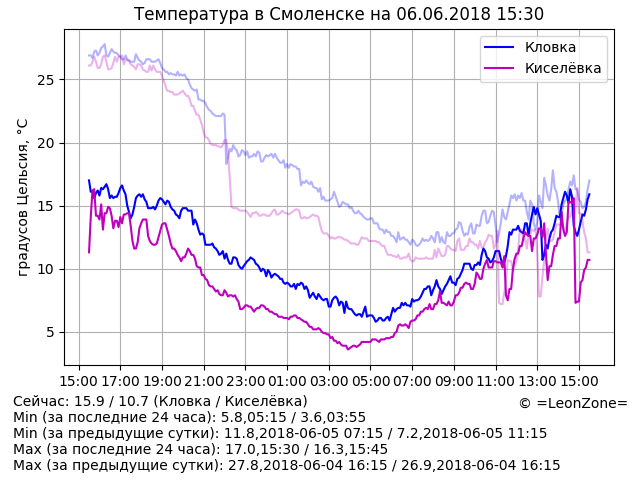 Температура в Смоленске на 06.06.2018 15:30
Кловка
Киселёвка
градусов Цельсия, °C
25
20
15
10
5
15:00 17:00 19:00 21:00 23:00 01:00 03:00 05:00 07:00 09:00 11:00 13:00 15:00
Сейчас: 15.9 / 10.7 (Кловка / Киселёвка)
© =LeonZone=
Min (за последние 24 часа): 5.8,05:15 / 3.6,03:55
Min (за предыдущие сутки): 11.8,2018-06-05 07:15 / 7.2,2018-06-05 11:15
Max (за последние 24 часа): 17.0,15:30 / 16.3,15:45
Max (за предыдущие сутки): 27.8,2018-06-04 16:15 / 26.9,2018-06-04 16:15